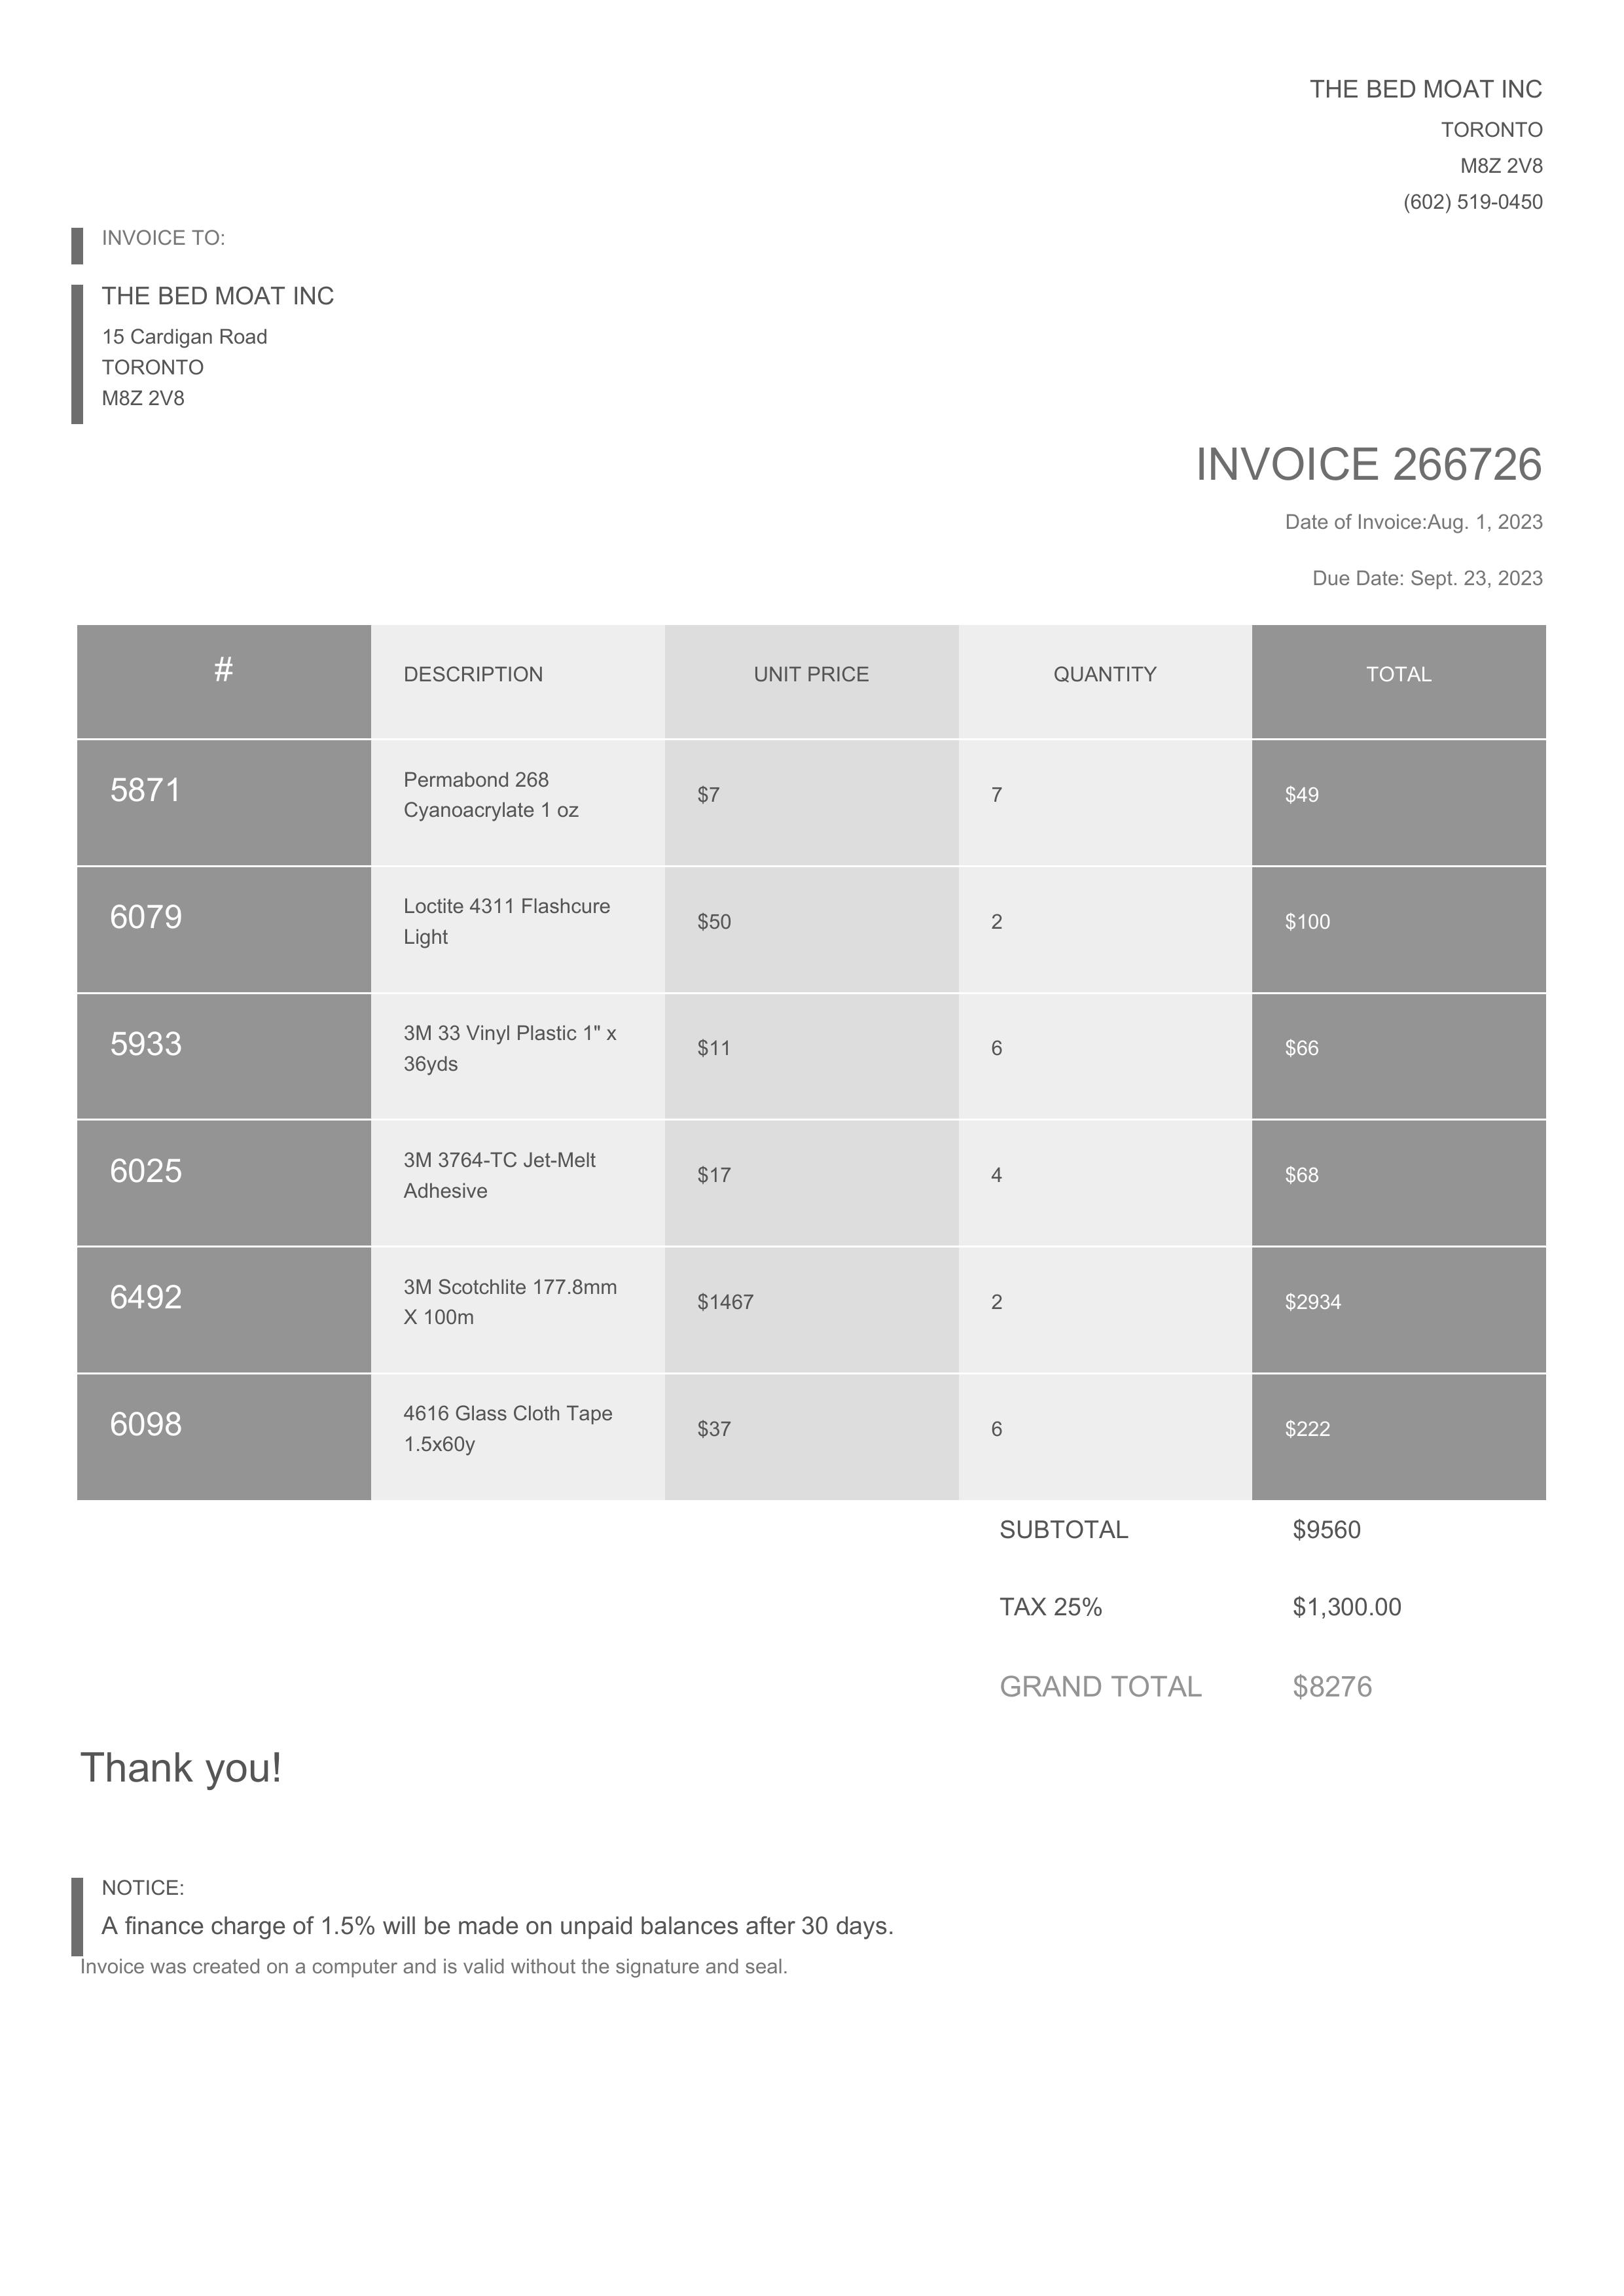 THE BED MOAT INC
TORONTO
M8Z 2V8
(602) 519-0450
INVOICE TO:
THE BED MOAT INC
15 Cardigan Road
TORONTO
M8Z 2V8
INVOICE 266726
Date of Invoice:Aug. 1, 2023
Due Date: Sept. 23, 2023
# DESCRIPTION UNIT PRICE QUANTITY TOTAL
5871 Permabond 268 $7 7 $49
Cyanoacrylate 1 oz
6079 Loctite 4311 Flashcure $50 2 $100
Light
5933 3M 33 Vinyl Plastic 1" x $11 6 $66
36yds
6025 3M 3764-TC Jet-Melt $17 4 $68
Adhesive
6492 3M Scotchlite 177.8mm $1467 2 $2934
X 100m
6098 4616 Glass Cloth Tape $37 6 $222
1.5x60y
SUBTOTAL $9560
TAX 25% $1,300.00
GRAND TOTAL $8276
Thank you!
NOTICE:
A finance charge of 1.5% will be made on unpaid balances after 30 days.
Invoice was created on a computer and is valid without the signature and seal.